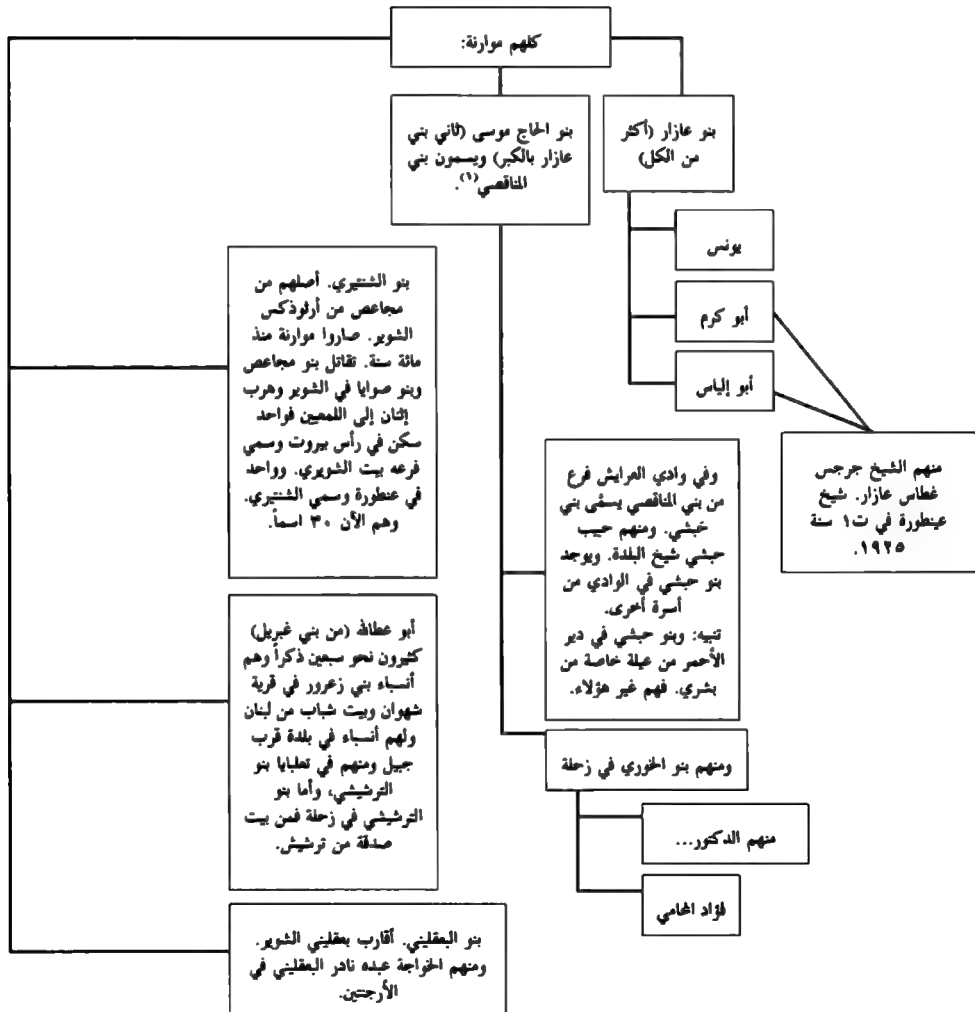 كلهم موارنة:
بنو عازار (أكثر
من الكل)
يونس
أبو كرم
أبو إلياس
منهم الشيخ جرجس
غطاس عازار. شيخ
عينطورة في ت١ سنة
١٩٢٥.
بنو الحاج موسى (ثاني بني
عازار بالكبر) ويسمون بني
المناقصي(١).
وفي وادي العرايش فرع
من بني المناقصي يسمّى بني
حبشي. ومنهم حبيب
حبشي شيخ البلدة. ويوجد
بنو حبشي في الوادي من
أسرة أخرى.
تنبيه: وبنو حبشي في دير
الأحمر من عيلة خاصة من
بشري. فهم غير هؤلاء.
ومنهم بنو الخوري في زحلة
منهم الدكتور...
فؤاد المحامي
بنو الشنتيري. أصلهم من
مجاعص من أرثوذكس
الشوير. صاروا موارنة منذ
مائة سنة. تقاتل بنو مجاعص
وبنو صوايا في الشوير وهرب
إثنان إلى اللمعيين فواحد
سكن في رأس بيروت وسمي
فرعه بيت الشويري. وواحد
في عنطورة وسمي الشنتيري.
وهم الآن ٣٠ اسماً.
أبو عطالله (من بني غبريل)
كثيرون نحو سبعين ذكراً وهم
أنسباء بني زعرور في قرية
شهوان وبيت شباب من لبنان
ولهم أنسباء في بلدة قرب
جبيل ومنهم في تعلبايا بنو
الترشيشي، وأما بنو
الترشيشي في زحلة فمن بيت
صدقة من ترشيش.
بنو البعقليني. أقارب بعقليني الشوير.
ومنهم الخواجة عبده نادر البعقليني في
الأرجنتين.